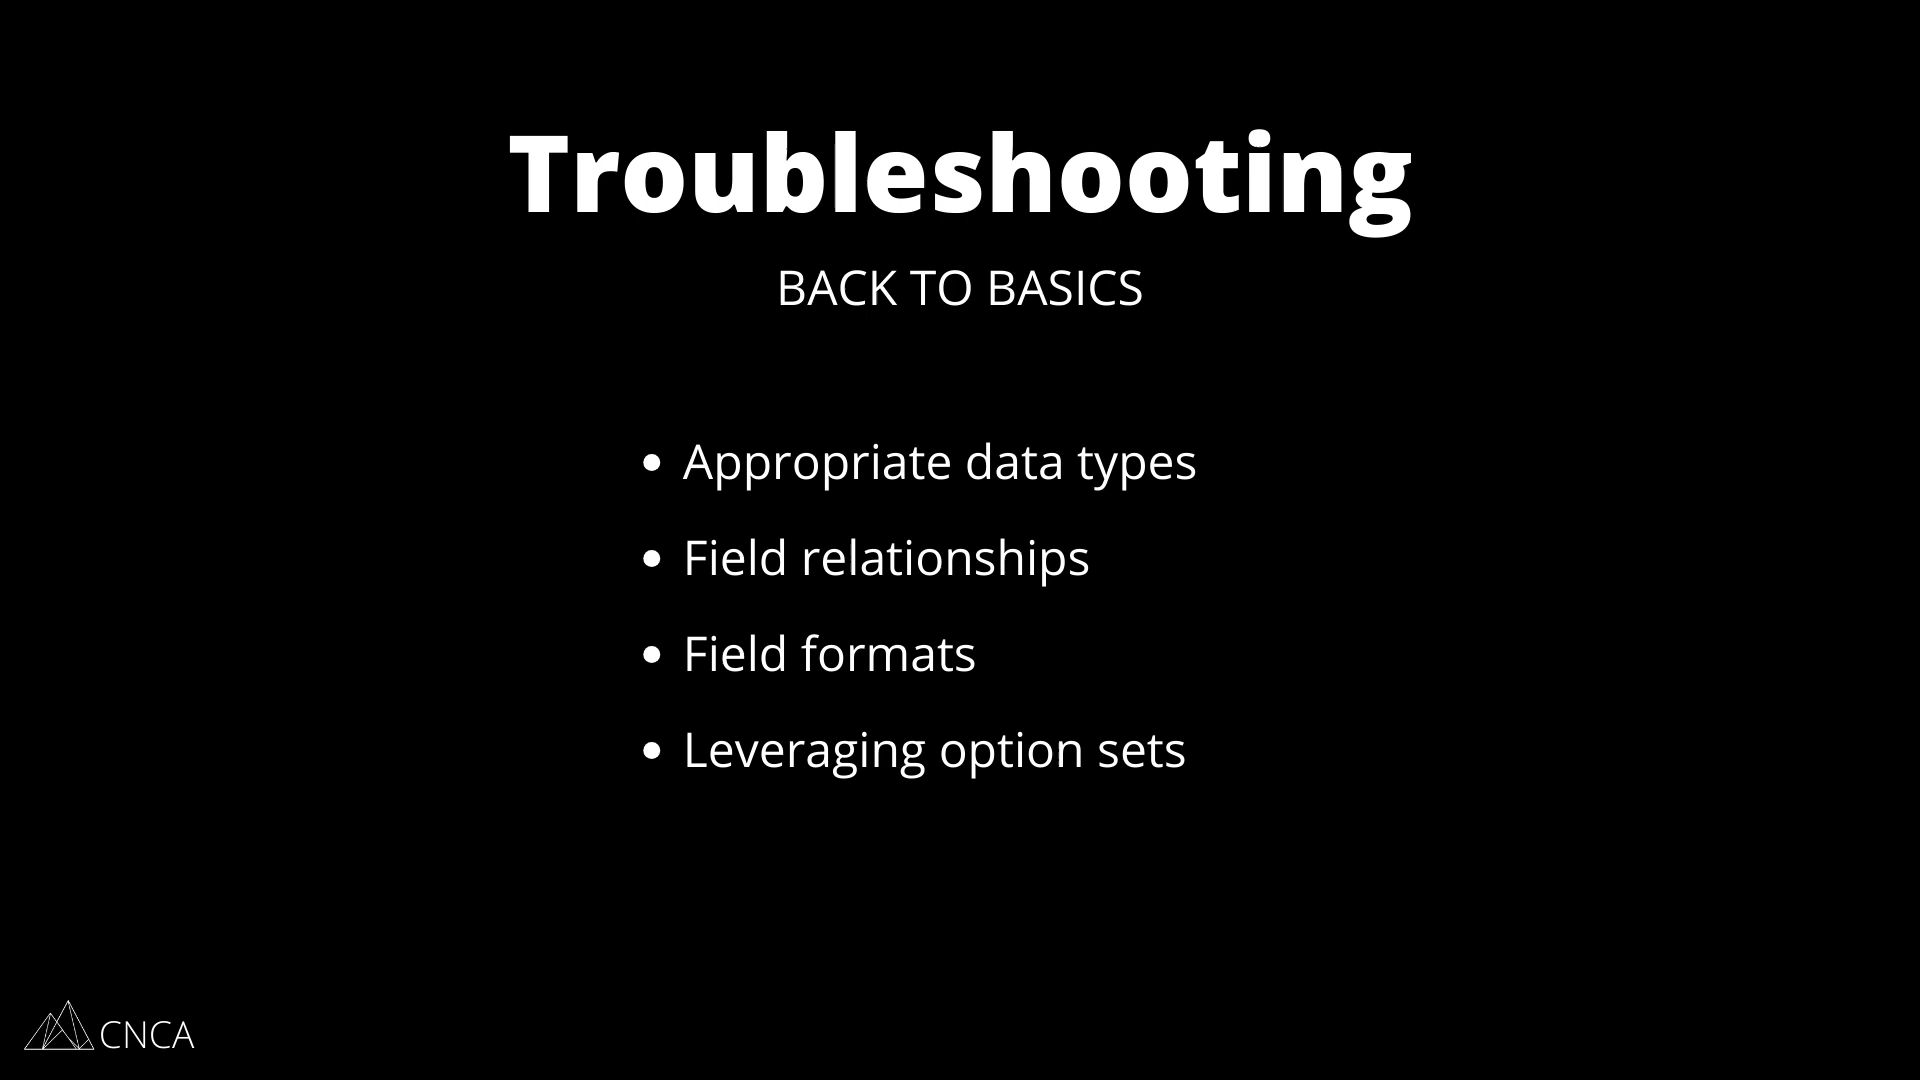 Troubleshooting
BACK TO BASICS
• Appropriate data types
• Field relationships
• Field formats
• Leveraging option sets
CNCA